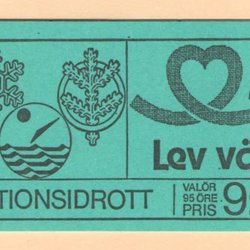 Lev vä
TIONSIDROTT
VALÖR
95 ÖRE
PRIS 9